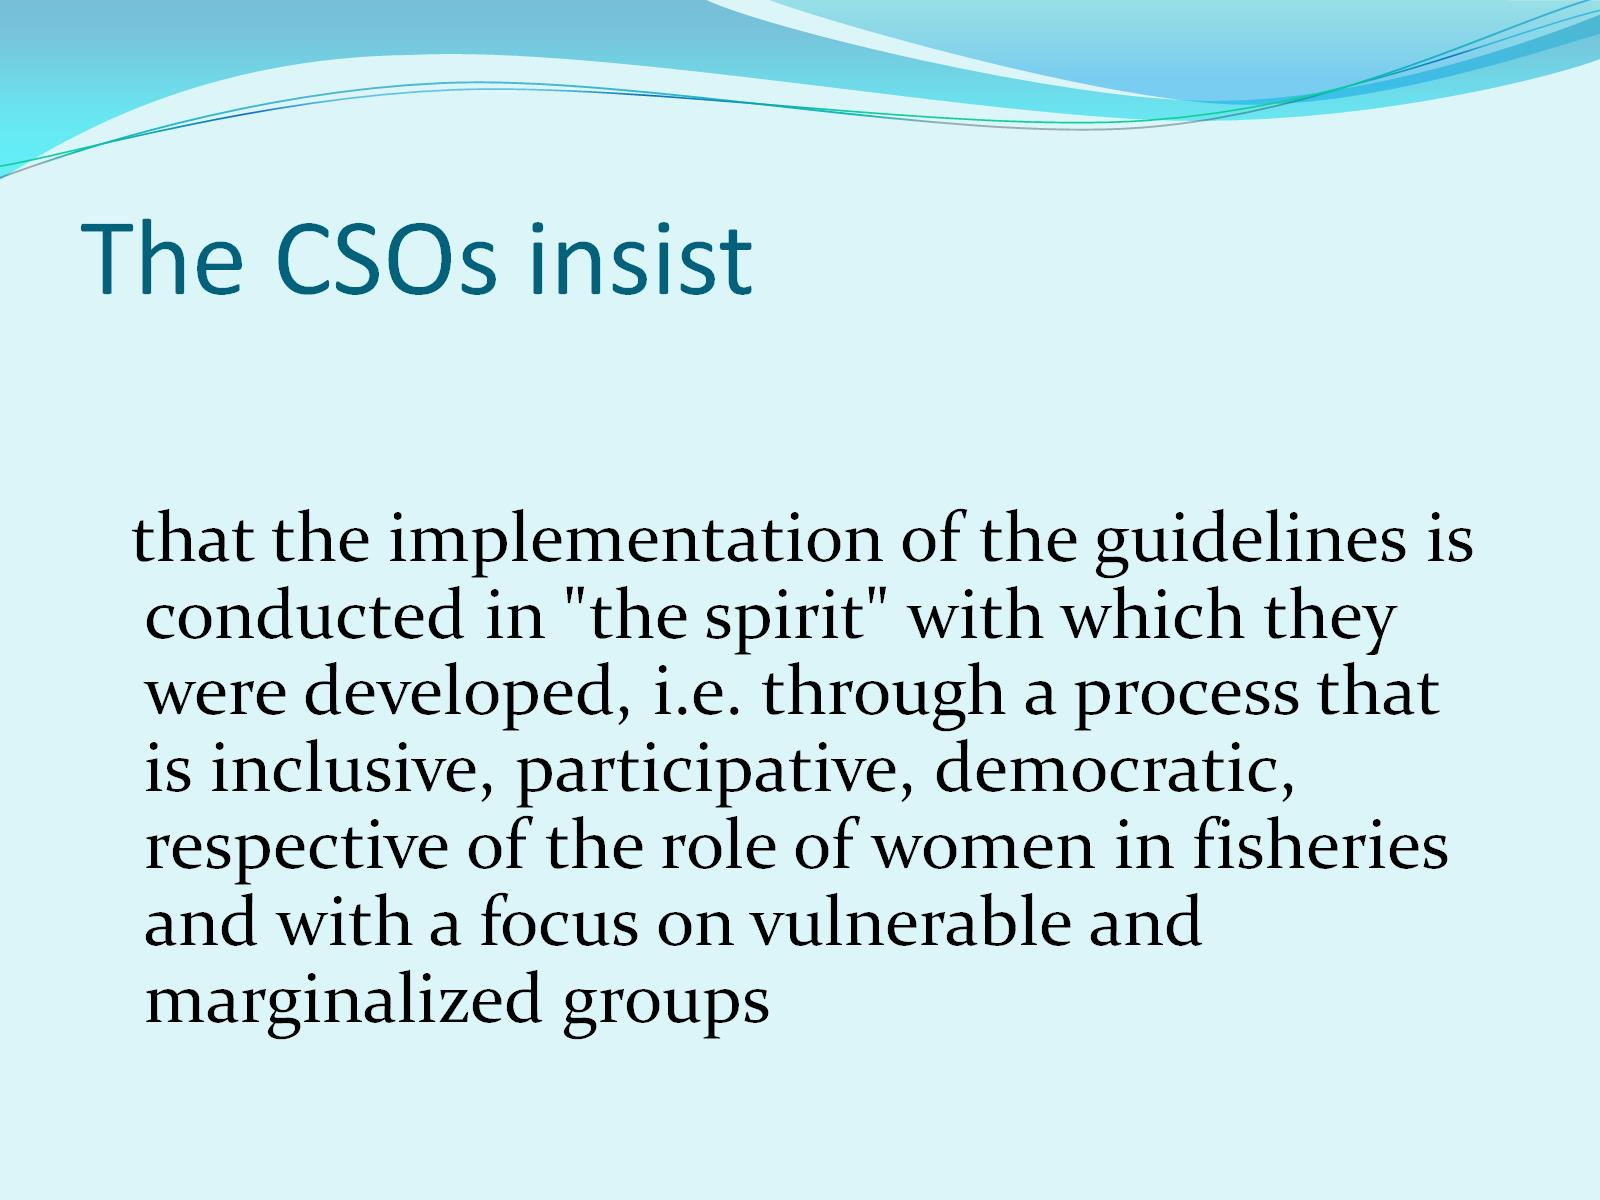 The CSOs insist
that the implementation of the guidelines is
conducted in "the spirit" with which they
were developed, i.e. through a process that
is inclusive, participative, democratic,
respective of the role of women in fisheries
and with a focus on vulnerable and
marginalized groups